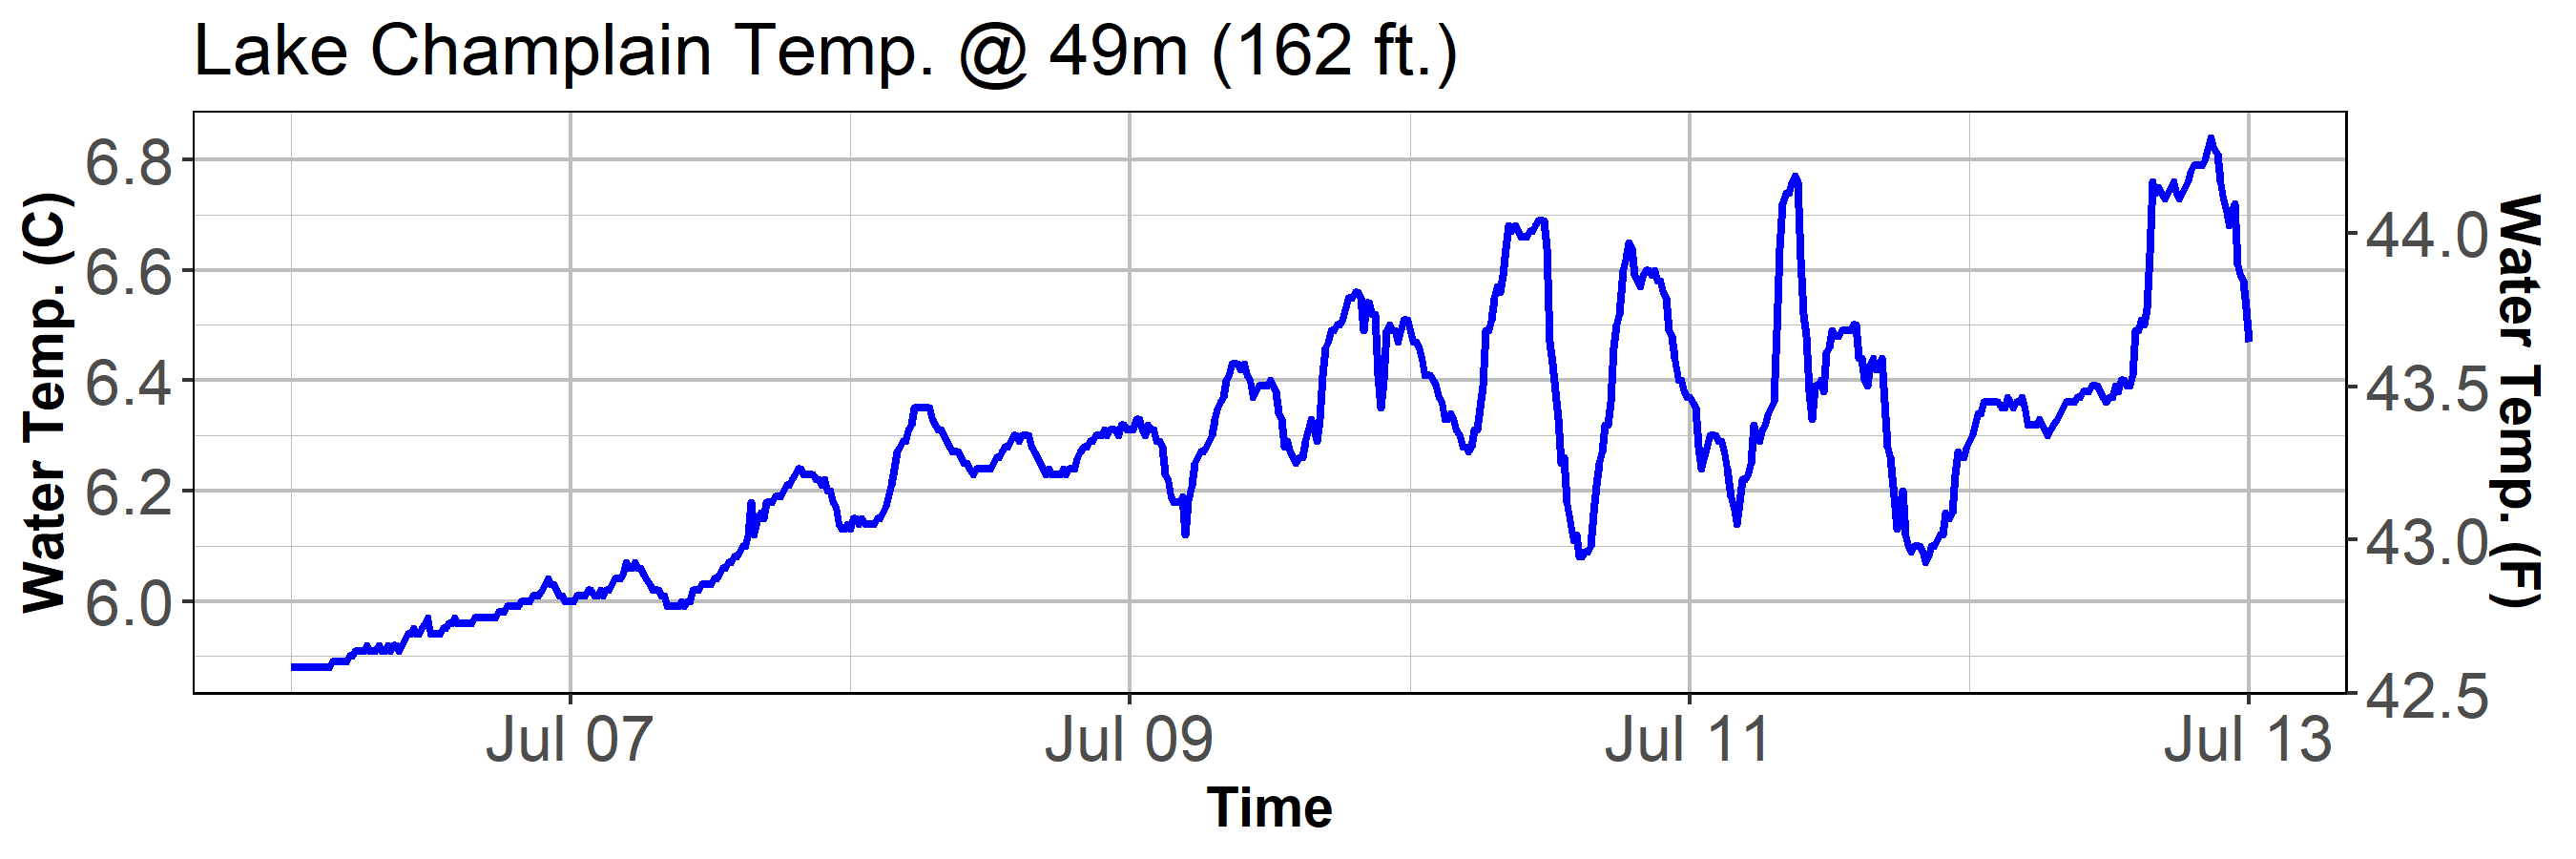 Lake Champlain Temp. @ 49m (162 ft.)
Water Temp. (C)
6.8
6.6
6.4
6.2
6.0
44.0
43.5
43.0
42.5
Water Temp. (F)
Jul 07
Jul 09
Jul 11
Jul 13
Time